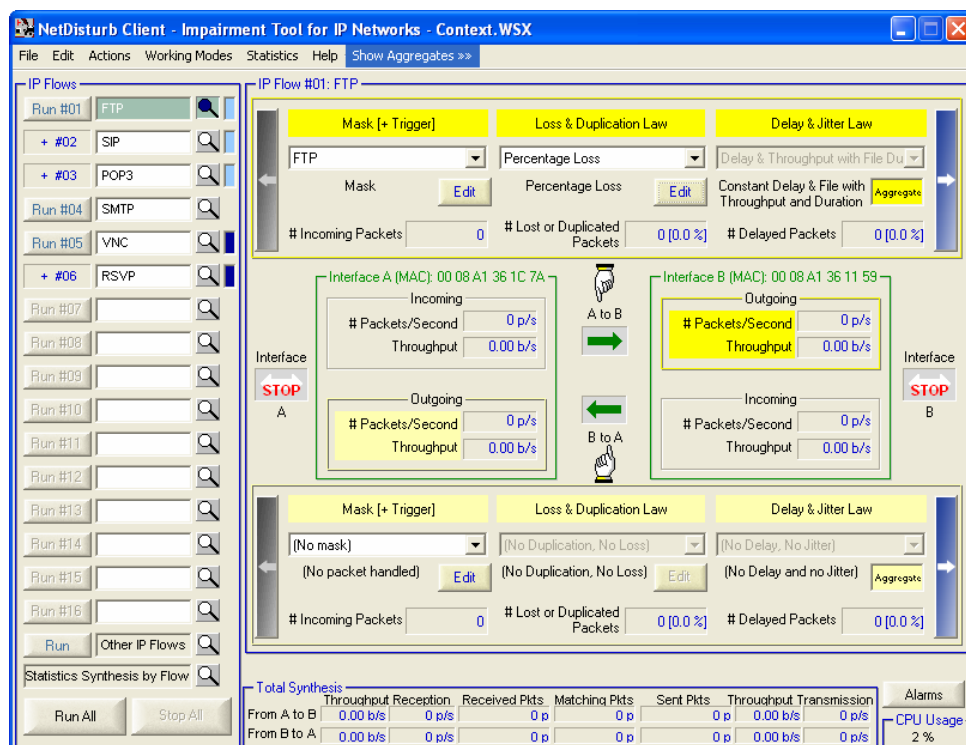 NetDisturb Client - Impairment Tool for IP Networks - Context.WSX
File Edit Actions Working Modes Statistics Help Show Aggregates »»
IP Flows
Run #01 FTP
+ #02 SIP
+ #03 POP3
Run #04 SMTP
Run #05 VNC
+ #06 RSVP
Run #07
Run #08
Run #09
Run #10
Run #11
Run #12
Run #13
Run #14
Run #15
Run #16
Run Other IP Flows
Statistics Synthesis by Flow
Run All Stop All
IP Flow #01: FTP
Mask [+ Trigger] Loss & Duplication Law Delay & Jitter Law
FTP Percentage Loss Delay & Throughput with File Du
Mask Edit Percentage Loss Edit Constant Delay & File with Throughput and Duration Aggregate
# Incoming Packets 0 # Lost or Duplicated Packets 0 [0.0 %] # Delayed Packets 0 [0.0 %]
Interface A (MAC): 00 08 A1 36 1C 7A
Incoming
# Packets/Second 0 p/s
Throughput 0.00 b/s
Outgoing
# Packets/Second 0 p/s
Throughput 0.00 b/s
Interface
STOP
A
A to B
B to A
Interface B (MAC): 00 08 A1 36 11 59
Outgoing
# Packets/Second 0 p/s
Throughput 0.00 b/s
Incoming
# Packets/Second 0 p/s
Throughput 0.00 b/s
Interface
STOP
B
Mask [+ Trigger] Loss & Duplication Law Delay & Jitter Law
(No mask) (No Duplication, No Loss) (No Delay, No Jitter)
(No packet handled) Edit (No Duplication, No Loss) Edit (No Delay and no Jitter) Aggregate
# Incoming Packets 0 # Lost or Duplicated Packets 0 [0.0 %] # Delayed Packets 0 [0.0 %]
Total Synthesis
Throughput Reception Received Pkts Matching Pkts Sent Pkts Throughput Transmission
From A to B 0.00 b/s 0 p/s 0 p 0 p 0 p 0.00 b/s 0 p/s
From B to A 0.00 b/s 0 p/s 0 p 0 p 0 p 0.00 b/s 0 p/s
Alarms
CPU Usage
2 %